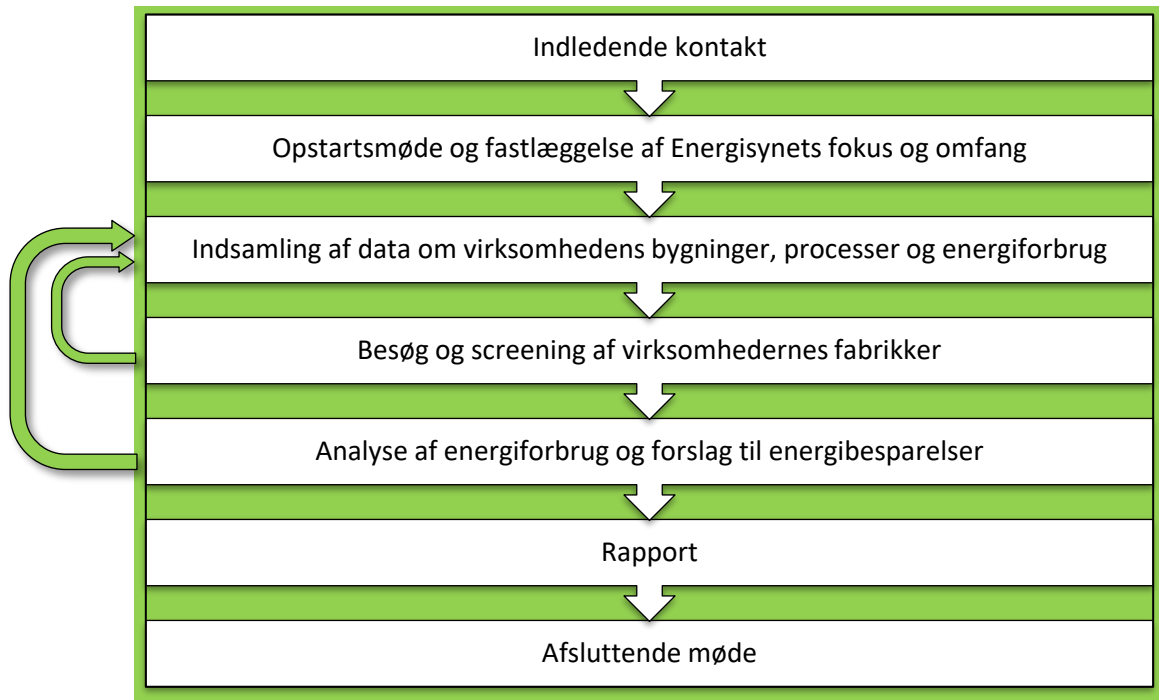 Indledende kontakt
Opstartsmøde og fastlæggelse af Energisynets fokus og omfang
Indsamling af data om virksomhedens bygninger, processer og energiforbrug
Besøg og screening af virksomhedernes fabrikker
Analyse af energiforbrug og forslag til energibesparelser
Rapport
Afsluttende møde